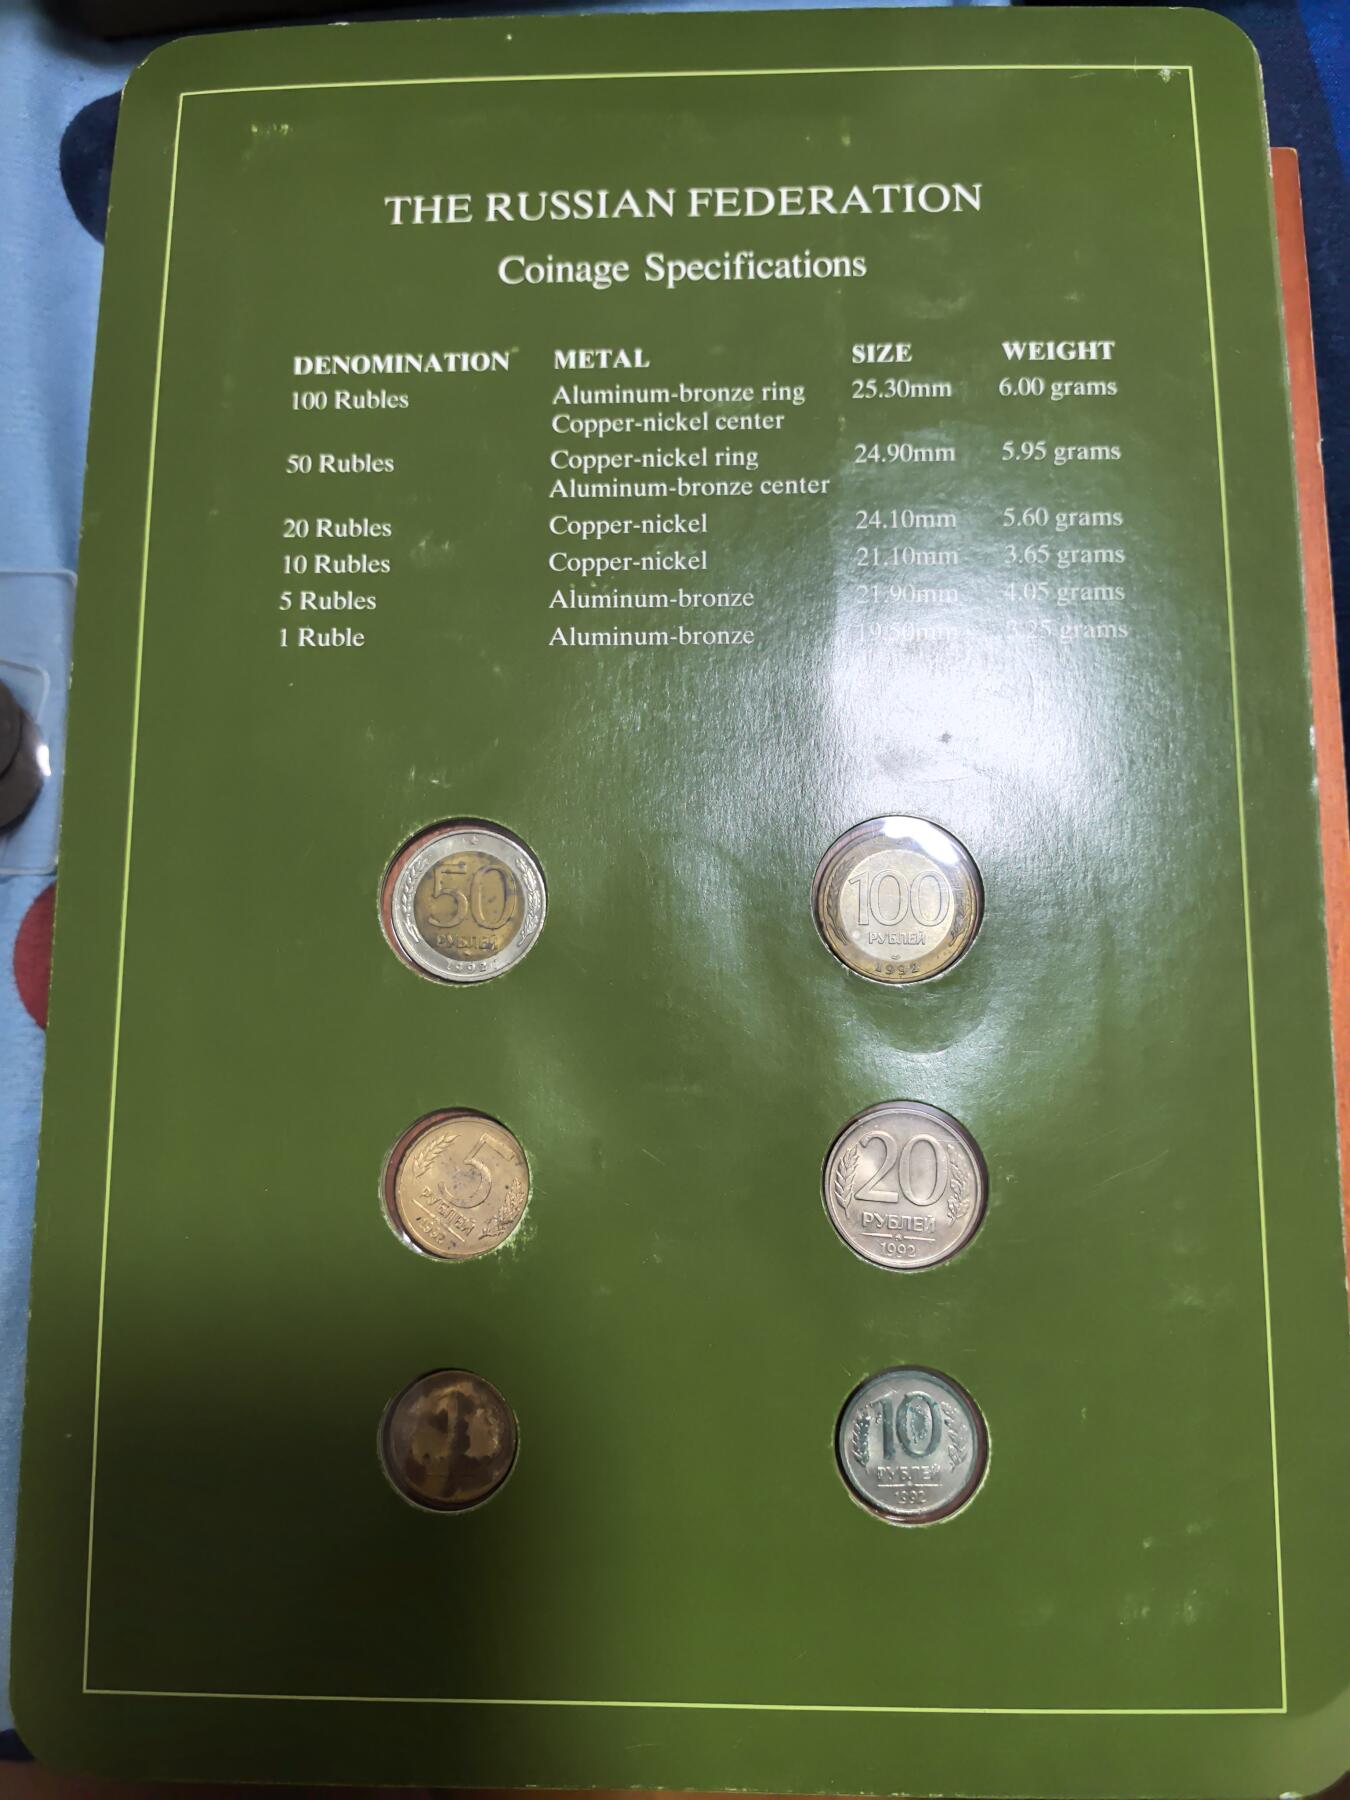 THE RUSSIAN FEDERATION
Coinage Specifications
DENOMINATION METAL SIZE WEIGHT
100 Rubles Aluminum-bronze ring 25.30mm 6.00 grams
Copper-nickel center
50 Rubles Copper-nickel ring 24.90mm 5.95 grams
Aluminum-bronze center
20 Rubles Copper-nickel 24.10mm 5.60 grams
10 Rubles Copper-nickel 21.10mm 3.65 grams
5 Rubles Aluminum-bronze 21.90mm 4.05 grams
1 Ruble Aluminum-bronze 19.50mm 3.25 grams
50
РУБЛЕЙ
1992
100
РУБЛЕЙ
1992
5
РУБЛЕЙ
1992
20
РУБЛЕЙ
1992
10
РУБЛЕЙ
1992